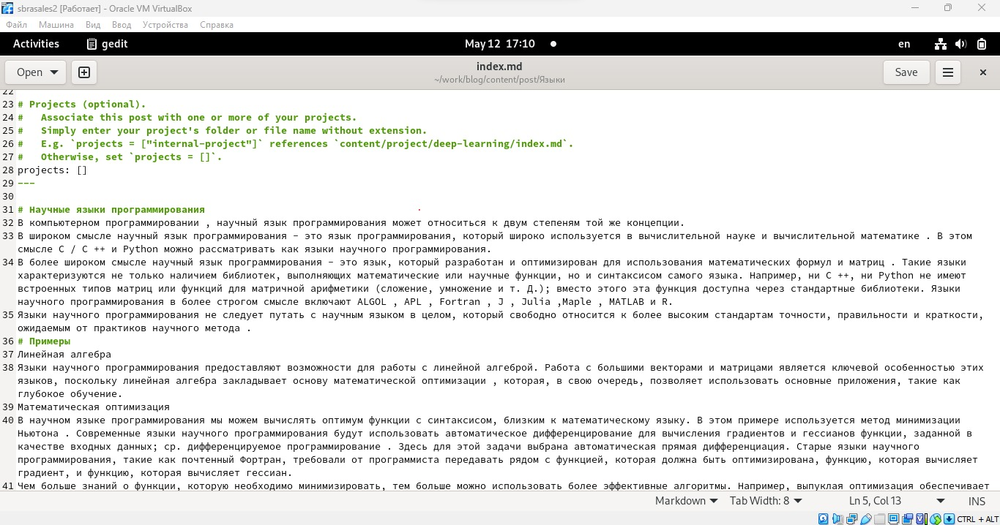 sbrasales2 [Работает] - Oracle VM VirtualBox
Файл Машина Вид Ввод Устройства Справка
Activities gedit May 12 17:10 en
Open index.md Save
~/work/blog/content/post/Языки
22
23 # Projects (optional).
24 #   Associate this post with one or more of your projects.
25 #   Simply enter your project's folder or file name without extension.
26 #   E.g. `projects = ["internal-project"]` references `content/project/deep-learning/index.md`.
27 #   Otherwise, set `projects = []`.
28 projects: []
29 ---
30
31 # Научные языки программирования
32 В компьютерном программировании , научный язык программирования может относиться к двум степеням той же концепции.
33 В широком смысле научный язык программирования - это язык программирования, который широко используется в вычислительной науке и вычислительной математике . В этом
смысле C / C ++ и Python можно рассматривать как языки научного программирования.
34 В более широком смысле научный язык программирования - это язык, который разработан и оптимизирован для использования математических формул и матриц . Такие языки
характеризуются не только наличием библиотек, выполняющих математические или научные функции, но и синтаксисом самого языка. Например, ни C ++, ни Python не имеют
встроенных типов матриц или функций для матричной арифметики (сложение, умножение и т. Д.); вместо этого эта функция доступна через стандартные библиотеки. Языки
научного программирования в более строгом смысле включают ALGOL , APL , Fortran , J , Julia ,Maple , MATLAB и R.
35 Языки научного программирования не следует путать с научным языком в целом, который свободно относится к более высоким стандартам точности, правильности и краткости,
ожидаемым от практиков научного метода .
36 # Примеры
37 Линейная алгебра
38 Языки научного программирования предоставляют возможности для работы с линейной алгеброй. Работа с большими векторами и матрицами является ключевой особенностью этих
языков, поскольку линейная алгебра закладывает основу математической оптимизации , которая, в свою очередь, позволяет использовать основные приложения, такие как
глубокое обучение.
39 Математическая оптимизация
40 В научном языке программирования мы можем вычислять оптимум функции с синтаксисом, близким к математическому языку. В этом примере используется метод минимизации
Ньютона . Современные языки научного программирования будут использовать автоматическое дифференцирование для вычисления градиентов и гессианов функции, заданной в
качестве входных данных; ср. дифференцируемое программирование . Здесь для этой задачи выбрана автоматическая прямая дифференциация. Старые языки научного
программирования, такие как почтенный Фортран, требовали от программиста передавать рядом с функцией, которая должна быть оптимизирована, функцию, которая вычисляет
градиент, и функцию, которая вычисляет гессиан.
41 Чем больше знаний о функции, которую необходимо минимизировать, тем больше можно использовать более эффективные алгоритмы. Например, выпуклая оптимизация обеспечивает
Markdown Tab Width: 8 Ln 5, Col 13 INS
CTRL + ALT